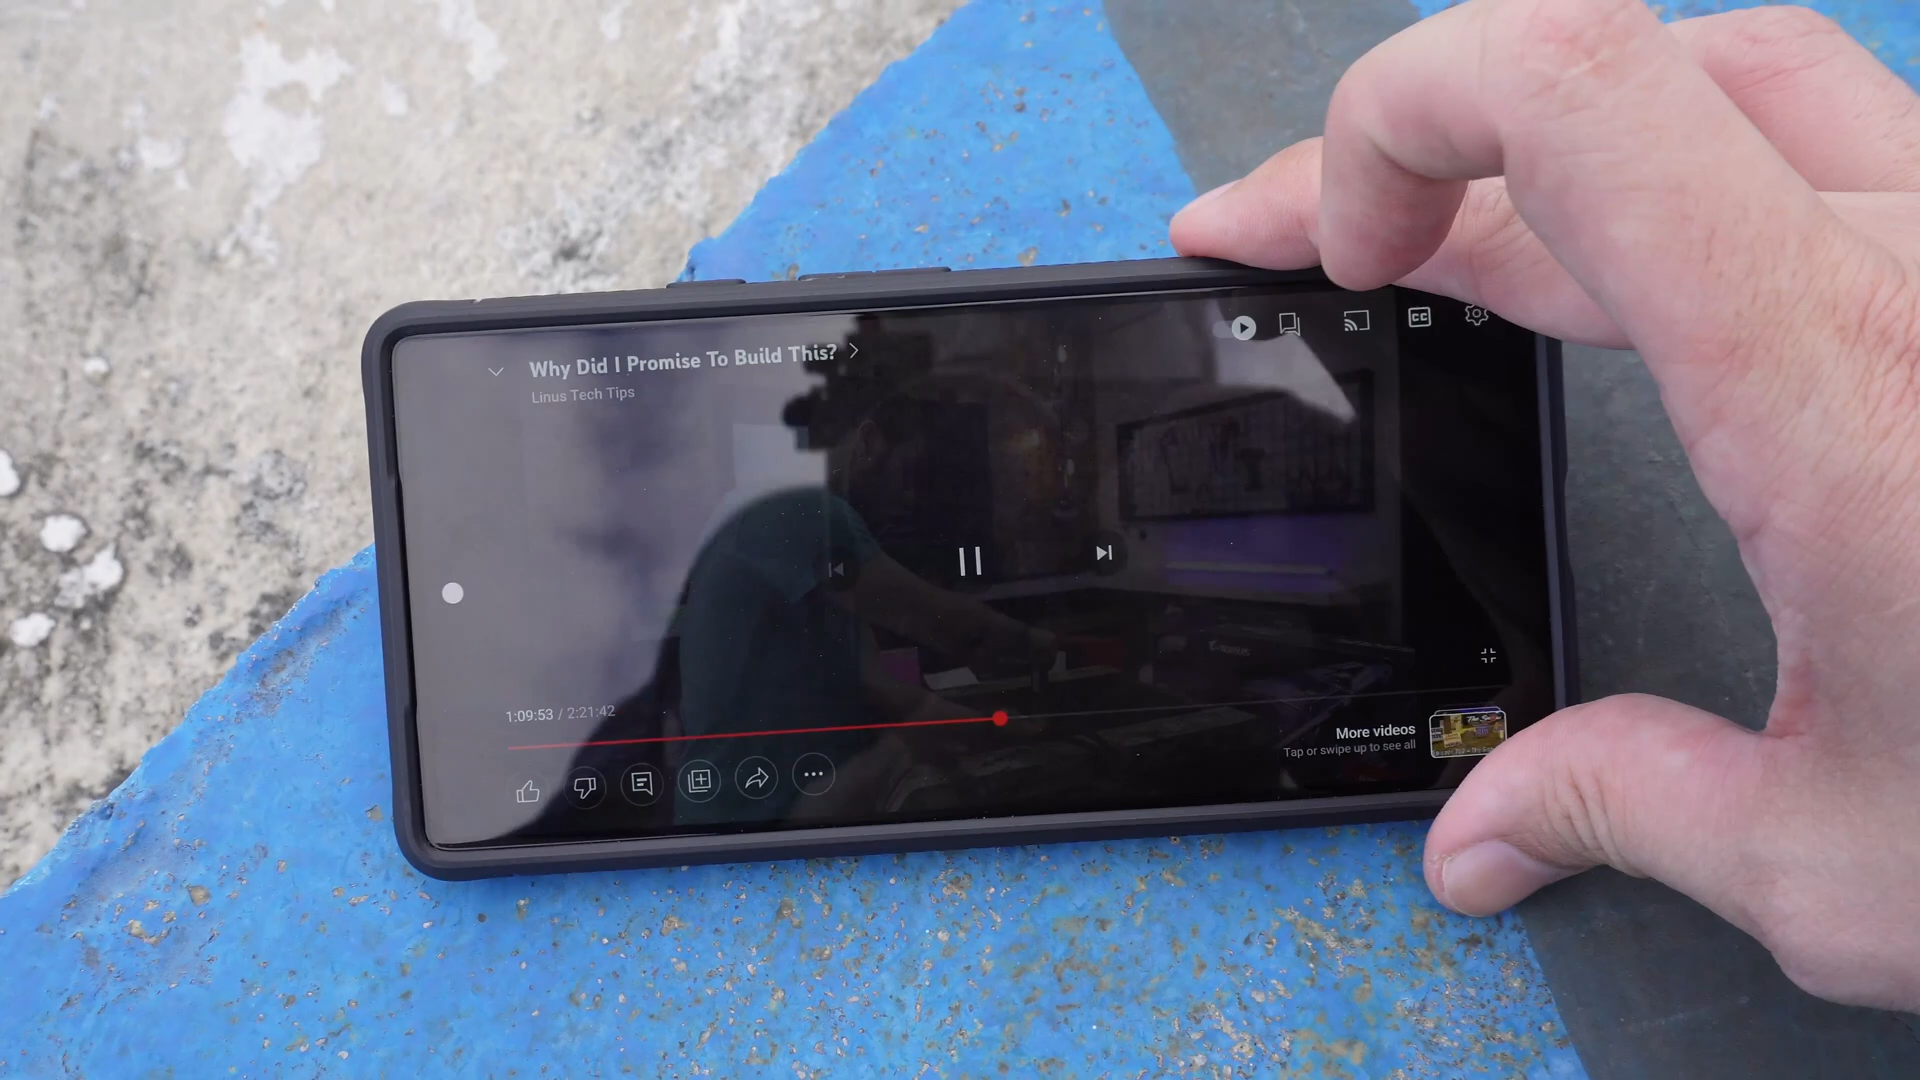 Why Did I Promise To Build This?
Linus Tech Tips
CC
1:09:53 / 2:21:42
More videos
Tap or swipe up to see all